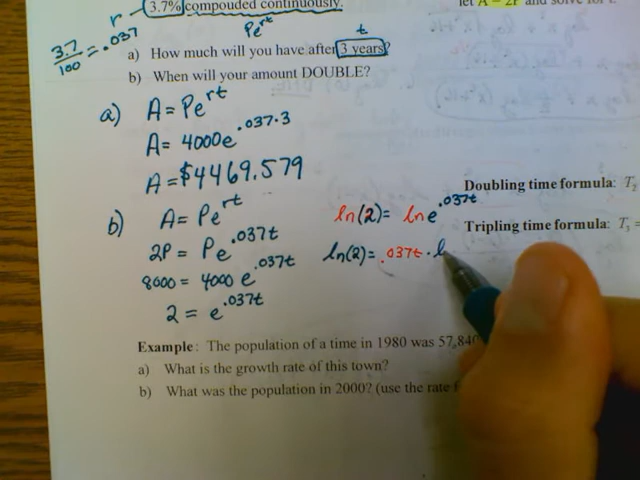 r 3.7% compouded continuously. let A = 2P and solve for t.
3.7/100 = .037
Pe^rt t
a) How much will you have after 3 years?
b) When will your amount DOUBLE?
a) A = Pe^rt
A = 4000e^.037·3
A = $4469.579
b) A = Pe^rt
2P = Pe^.037t
8000 = 4000e^.037t
2 = e^.037t
ln(2) = ln e^.037t
ln(2) = .037t · l
Doubling time formula: T₂
Tripling time formula: T₃ =
Example: The population of a time in 1980 was 57,840
a) What is the growth rate of this town?
b) What was the population in 2000? (use the rate f